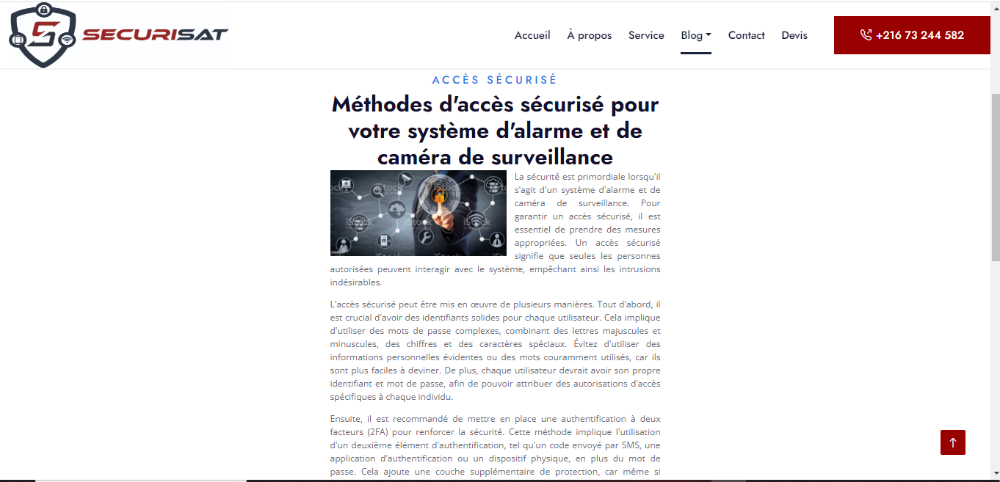 SECURISAT
Accueil À propos Service Blog Contact Devis +216 73 244 582
ACCÈS SÉCURISÉ
Méthodes d'accès sécurisé pour
votre système d'alarme et de
caméra de surveillance
La sécurité est primordiale lorsqu'il
s'agit d'un système d'alarme et de
caméra de surveillance. Pour
garantir un accès sécurisé, il est
essentiel de prendre des mesures
appropriées. Un accès sécurisé
signifie que seules les personnes
autorisées peuvent interagir avec le système, empêchant ainsi les intrusions
indésirables.
L'accès sécurisé peut être mis en œuvre de plusieurs manières. Tout d'abord, il
est crucial d'avoir des identifiants solides pour chaque utilisateur. Cela implique
d'utiliser des mots de passe complexes, combinant des lettres majuscules et
minuscules, des chiffres et des caractères spéciaux. Évitez d'utiliser des
informations personnelles évidentes ou des mots couramment utilisés, car ils
sont plus faciles à deviner. De plus, chaque utilisateur devrait avoir son propre
identifiant et mot de passe, afin de pouvoir attribuer des autorisations d'accès
spécifiques à chaque individu.
Ensuite, il est recommandé de mettre en place une authentification à deux
facteurs (2FA) pour renforcer la sécurité. Cette méthode implique l'utilisation
d'un deuxième élément d'authentification, tel qu'un code envoyé par SMS, une
application d'authentification ou un dispositif physique, en plus du mot de
passe. Cela ajoute une couche supplémentaire de protection, car même si